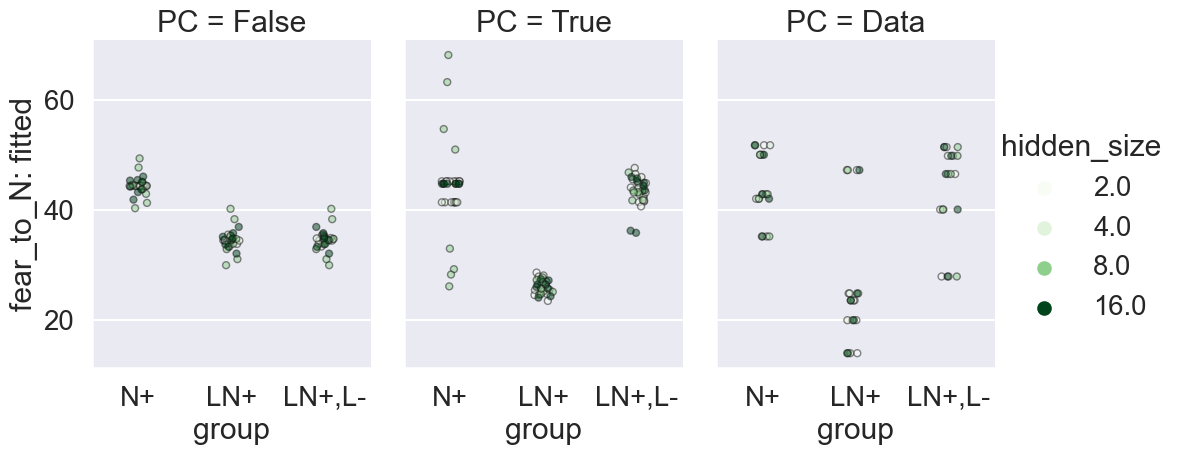 PC = False
PC = True
PC = Data
fear_to_N: fitted
60
40
20
N+
LN+
LN+,L-
group
N+
LN+
LN+,L-
group
N+
LN+
LN+,L-
group
hidden_size
2.0
4.0
8.0
16.0